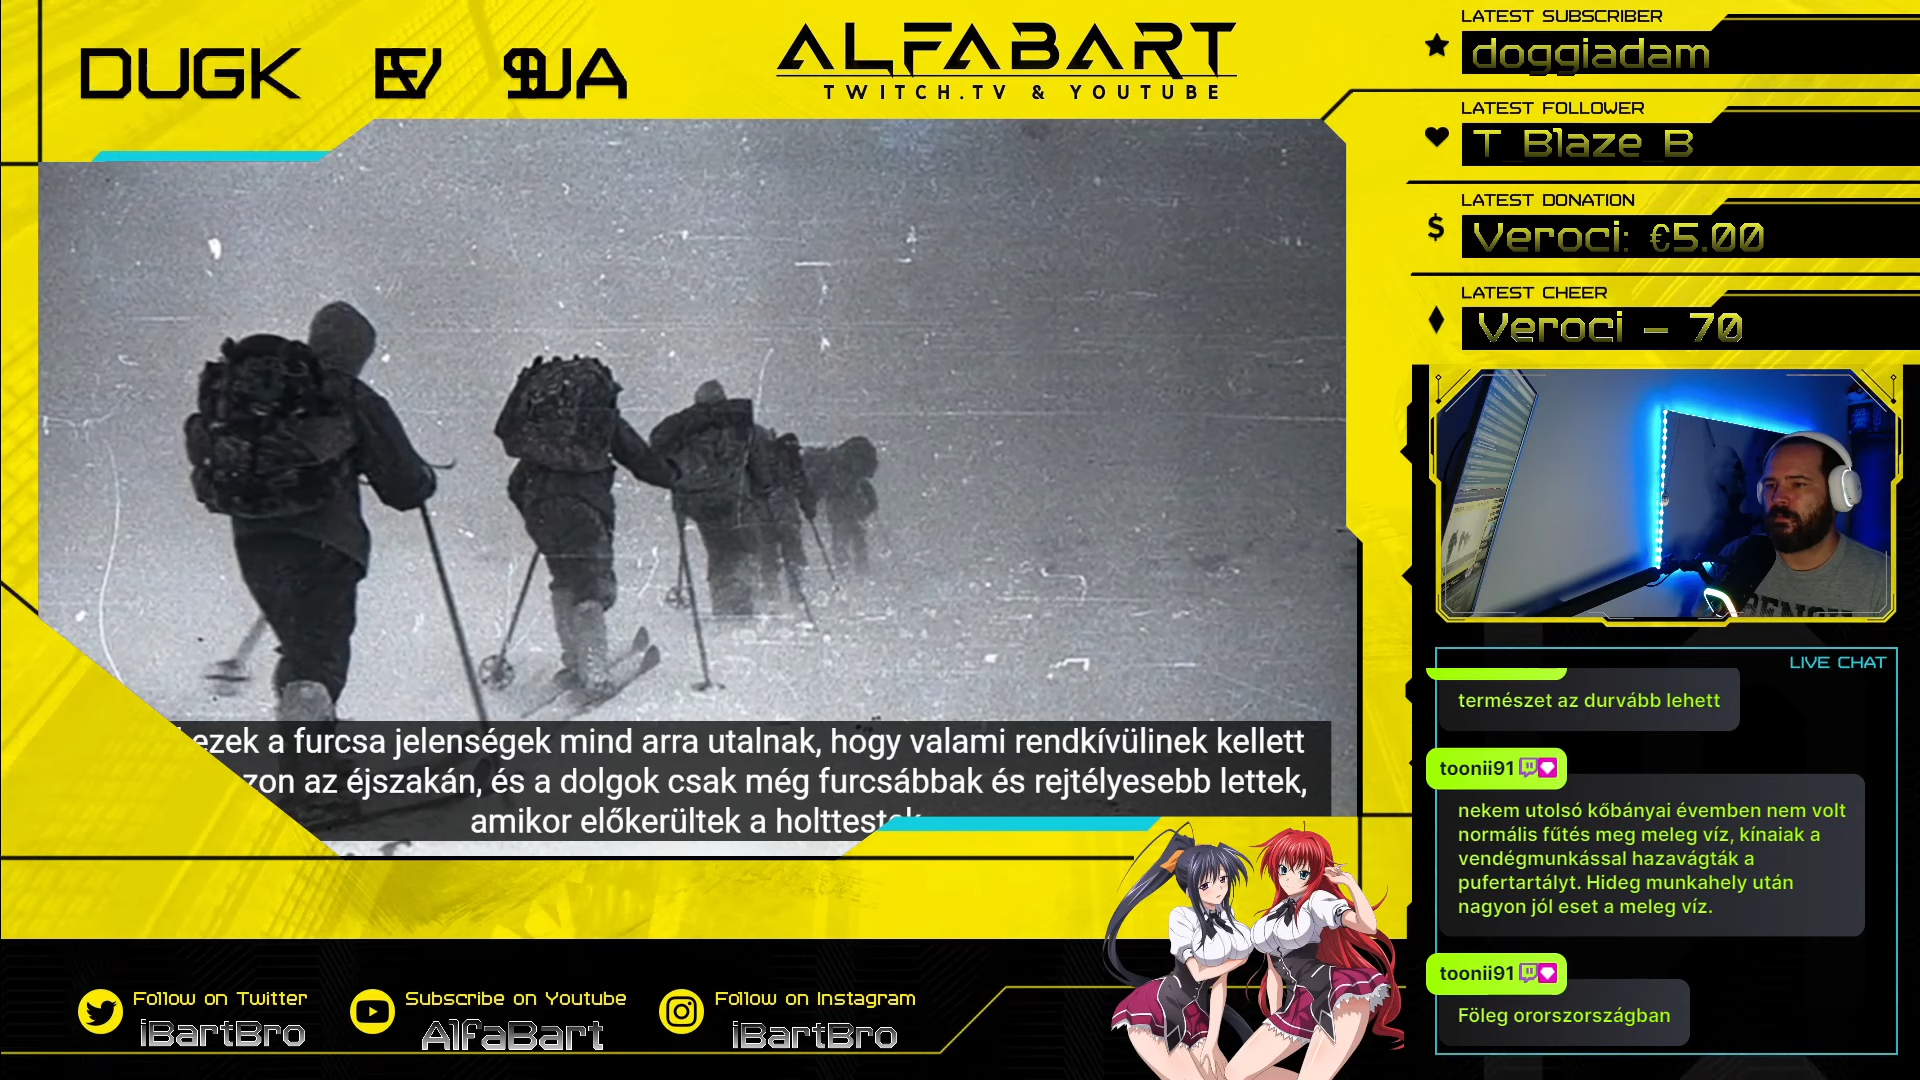 DUGK
ALFABART
TWITCH.TV & YOUTUBE
LATEST SUBSCRIBER
doggiadam
LATEST FOLLOWER
T_Blaze_B
LATEST DONATION
$
Veroci: €5.00
LATEST CHEER
Veroci - 70
ezek a furcsa jelenségek mind arra utalnak, hogy valami rendkívülinek kellett
az éjszakán, és a dolgok csak még furcsábbak és rejtélyesebb lettek,
amikor előkerültek a holttestek
LIVE CHAT
természet az durvább lehett
toonii91
nekem utolsó kőbányai évemben nem volt
normális fűtés meg meleg víz, kínaiak a
vendégmunkással hazavágták a
pufertartályt. Hideg munkahely után
nagyon jól eset a meleg víz.
toonii91
Föleg ororszországban
Follow on Twitter
iBartBro
Subscribe on Youtube
AlfaBart
Follow on Instagram
iBartBro